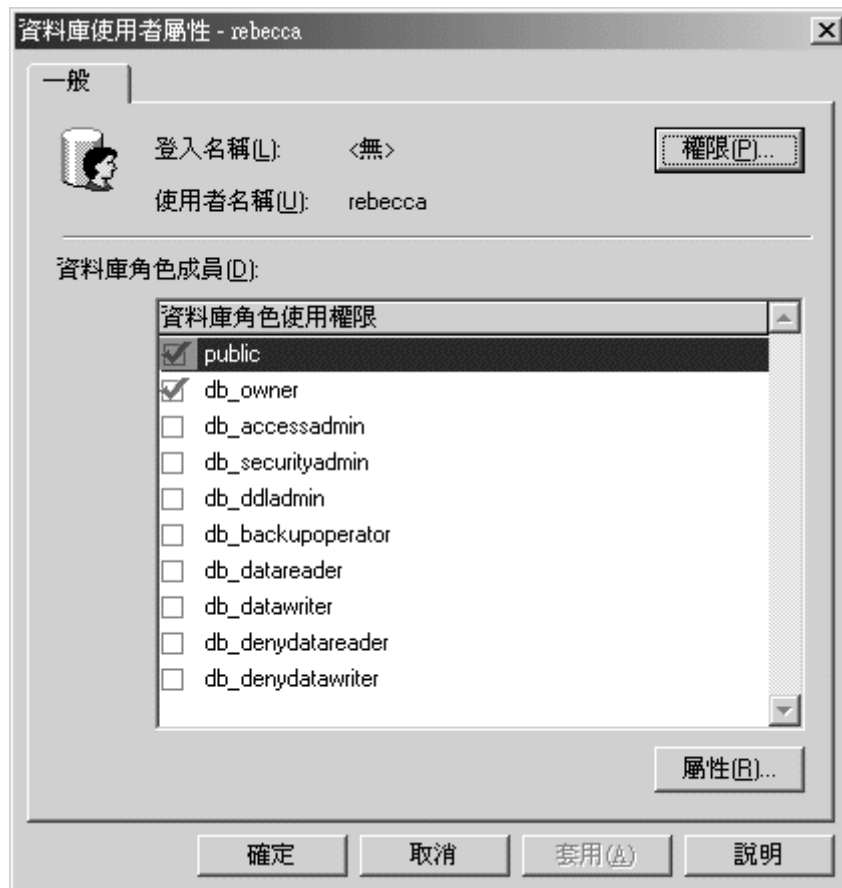 資料庫使用者屬性 - rebecca
一般
登入名稱(L): <無> 權限(P)...
使用者名稱(U): rebecca
資料庫角色成員(D):
資料庫角色使用權限
public
db_owner
db_accessadmin
db_securityadmin
db_ddladmin
db_backupoperator
db_datareader
db_datawriter
db_denydatareader
db_denydatawriter
屬性(R)...
確定 取消 套用(A) 說明